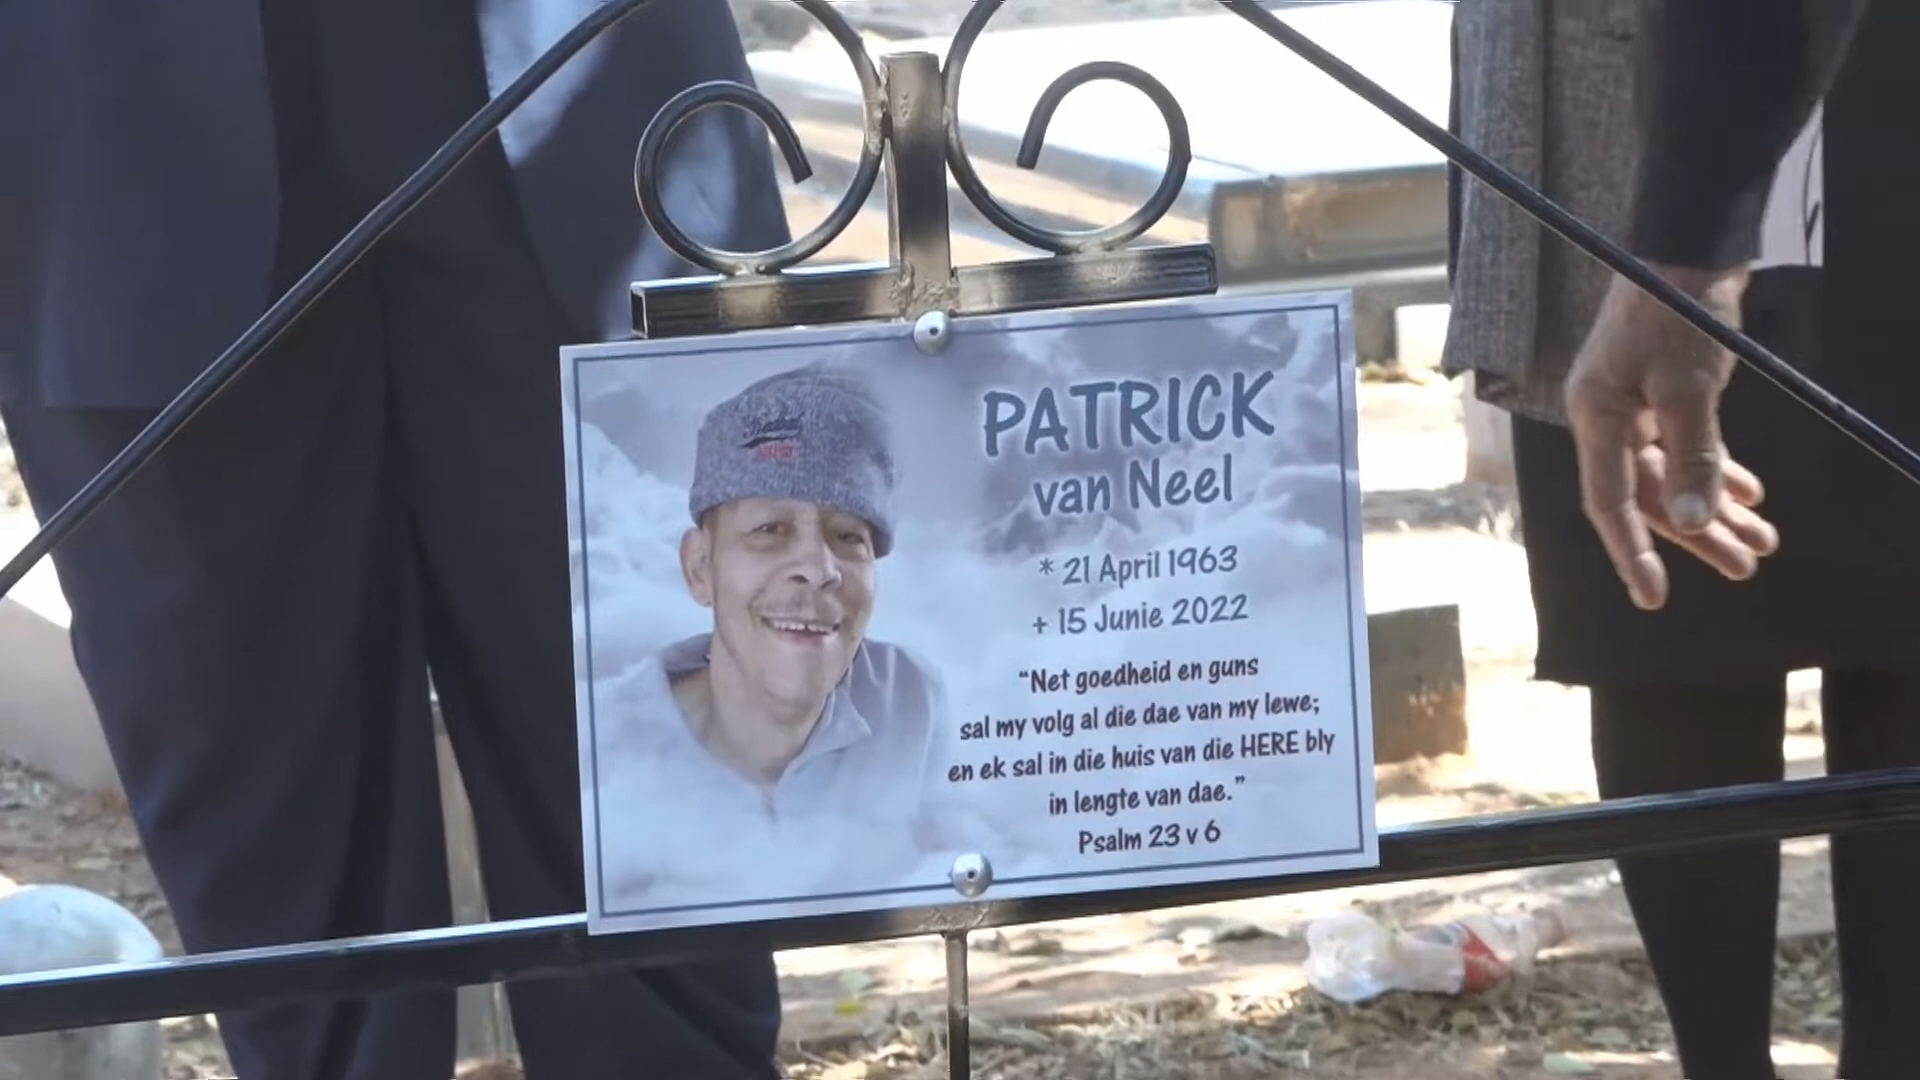 PATRICK
van Neel
* 21 April 1963
+ 15 Junie 2022
“Net goedheid en guns
sal my volg al die dae van my lewe;
en ek sal in die huis van die HERE bly
in lengte van dae.”
Psalm 23 v 6